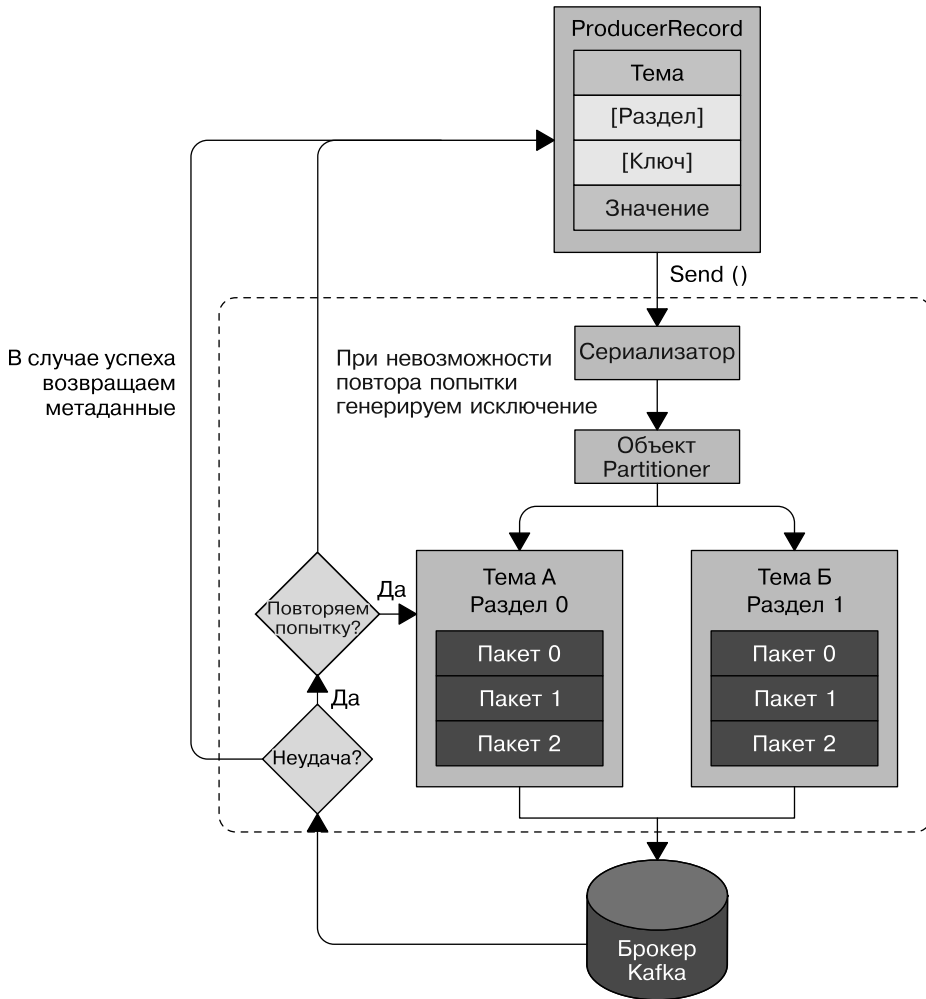 ProducerRecord
Тема
[Раздел]
[Ключ]
Значение
Send ()
В случае успеха
возвращаем
метаданные
При невозможности
повтора попытки
генерируем исключение
Сериализатор
Объект
Partitioner
Повторяем
попытку?
Да
Тема А
Раздел 0
Пакет 0
Пакет 1
Пакет 2
Тема Б
Раздел 1
Пакет 0
Пакет 1
Пакет 2
Да
Неудача?
Брокер
Kafka